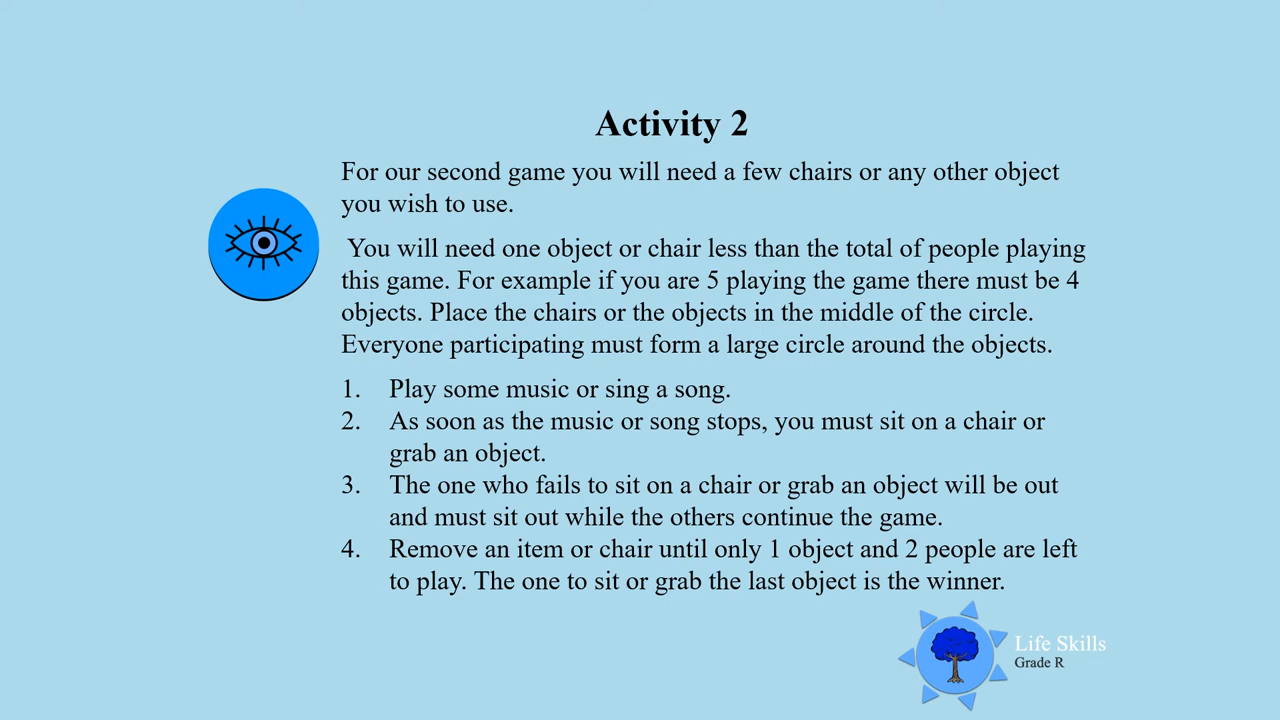 Activity 2
For our second game you will need a few chairs or any other object
you wish to use.
You will need one object or chair less than the total of people playing
this game. For example if you are 5 playing the game there must be 4
objects. Place the chairs or the objects in the middle of the circle.
Everyone participating must form a large circle around the objects.
1. Play some music or sing a song.
2. As soon as the music or song stops, you must sit on a chair or
grab an object.
3. The one who fails to sit on a chair or grab an object will be out
and must sit out while the others continue the game.
4. Remove an item or chair until only 1 object and 2 people are left
to play. The one to sit or grab the last object is the winner.
Life Skills
Grade R